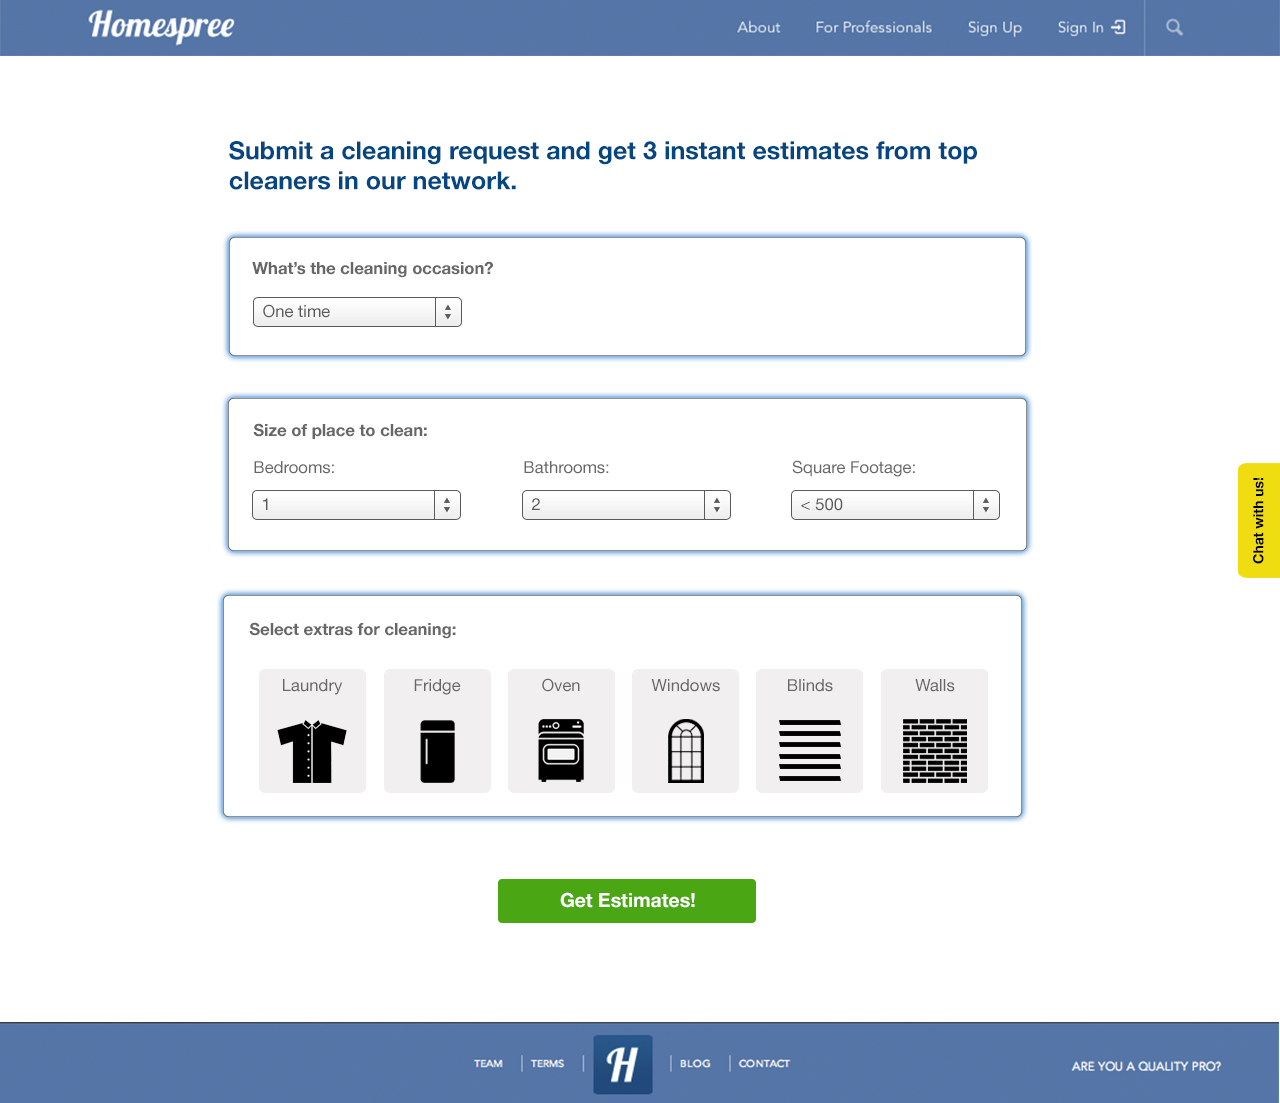 Homespree
About
For Professionals
Sign Up
Sign In
Submit a cleaning request and get 3 instant estimates from top
cleaners in our network.
What's the cleaning occasion?
One time
Size of place to clean:
Bedrooms:
Bathrooms:
Square Footage:
1
2
< 500
Chat with us!
Select extras for cleaning:
Laundry
Fridge
Oven
Windows
Blinds
Walls
Get Estimates!
TEAM
TERMS
H
BLOG
CONTACT
ARE YOU A QUALITY PRO?